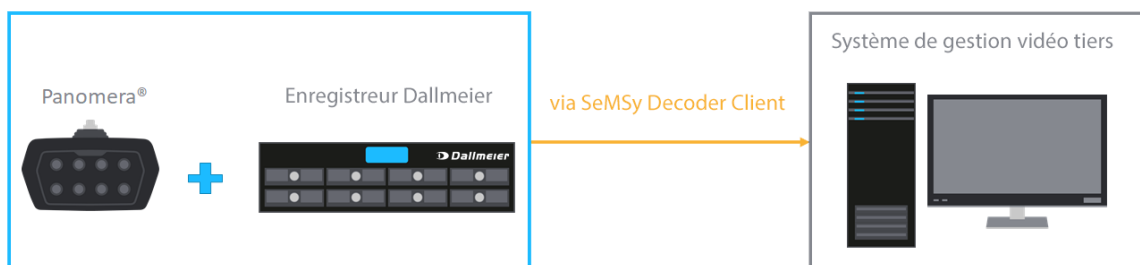 Panomera®
Enregistreur Dallmeier
Dallmeier
via SeMSy Decoder Client
Système de gestion vidéo tiers